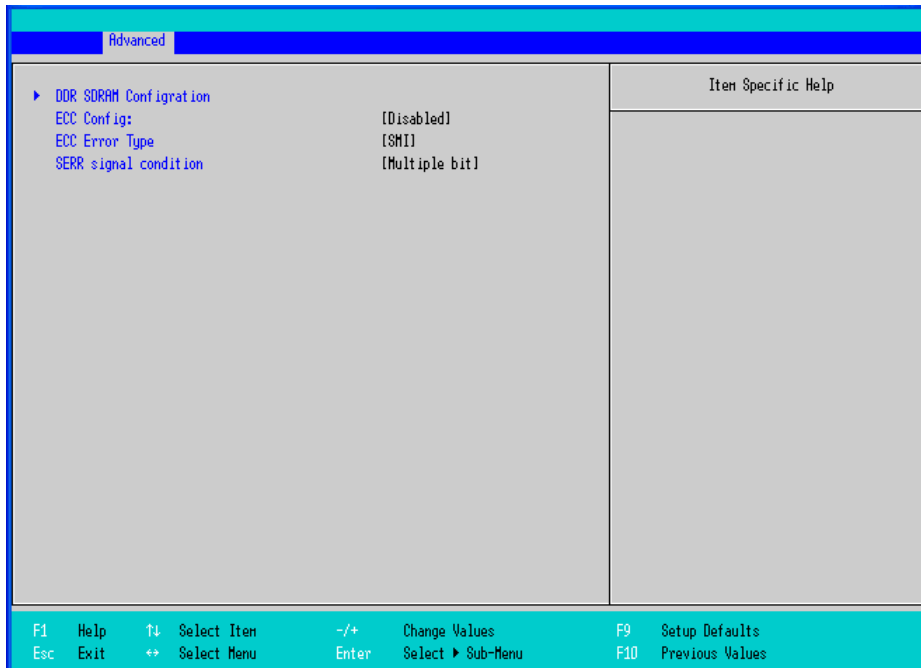 Advanced
Item Specific Help
▶ DDR SDRAM Configration
ECC Config: [Disabled]
ECC Error Type [SMI]
SERR signal condition [Multiple bit]
F1 Help ↑↓ Select Item -/+ Change Values F9 Setup Defaults
Esc Exit ↔ Select Menu Enter Select ▶ Sub-Menu F10 Previous Values